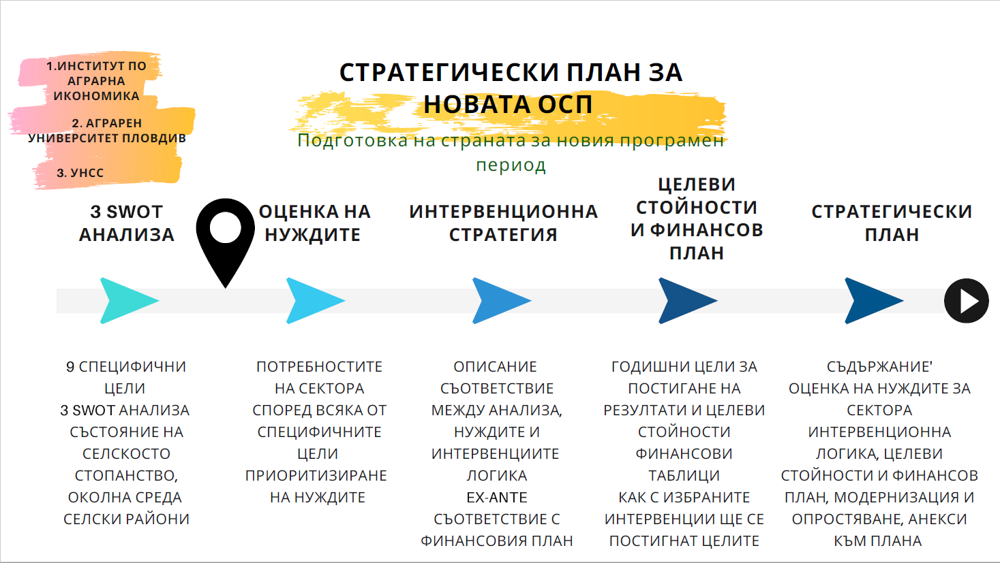 1.ИНСТИТУТ ПО
АГРАРНА
ИКОНОМИКА
2. АГРАРЕН
УНИВЕРСИТЕТ ПЛОВДИВ
3. УНСС
СТРАТЕГИЧЕСКИ ПЛАН ЗА
НОВАТА ОСП
Подготовка на страната за новия програмен
период
3 SWOT
АНАЛИЗА
ОЦЕНКА НА
НУЖДИТЕ
ИНТЕРВЕНЦИОННА
СТРАТЕГИЯ
ЦЕЛЕВИ
СТОЙНОСТИ
И ФИНАНСОВ
ПЛАН
СТРАТЕГИЧЕСКИ
ПЛАН
9 СПЕЦИФИЧНИ
ЦЕЛИ
3 SWOT АНАЛИЗА
СЪСТОЯНИЕ НА
СЕЛСКОСТО
СТОПАНСТВО,
ОКОЛНА СРЕДА
СЕЛСКИ РАЙОНИ
ПОТРЕБНОСТИТЕ
НА СЕКТОРА
СПОРЕД ВСЯКА ОТ
СПЕЦИФИЧНИТЕ
ЦЕЛИ
ПРИОРИТИЗИРАНЕ
НА НУЖДИТЕ
ОПИСАНИЕ
СЪОТВЕТСТВИЕ
МЕЖДУ АНАЛИЗА,
НУЖДИТЕ И
ИНТЕРВЕНЦИИТЕ
ЛОГИКА
EX-ANTE
СЪОТВЕТСТВИЕ С
ФИНАНСОВИЯ ПЛАН
ГОДИШНИ ЦЕЛИ ЗА
ПОСТИГАНЕ НА
РЕЗУЛТАТИ И ЦЕЛЕВИ
СТОЙНОСТИ
ФИНАНСОВИ
ТАБЛИЦИ
КАК С ИЗБРАНИТЕ
ИНТЕРВЕНЦИИ ЩЕ СЕ
ПОСТИГНАТ ЦЕЛИТЕ
СЪДЪРЖАНИЕ'
ОЦЕНКА НА НУЖДИТЕ ЗА
СЕКТОРА
ИНТЕРВЕНЦИОННА
ЛОГИКА, ЦЕЛЕВИ
СТОЙНОСТИ И ФИНАНСОВ
ПЛАН, МОДЕРНИЗАЦИЯ И
ОПРОСТЯВАНЕ, АНЕКСИ
КЪМ ПЛАНА